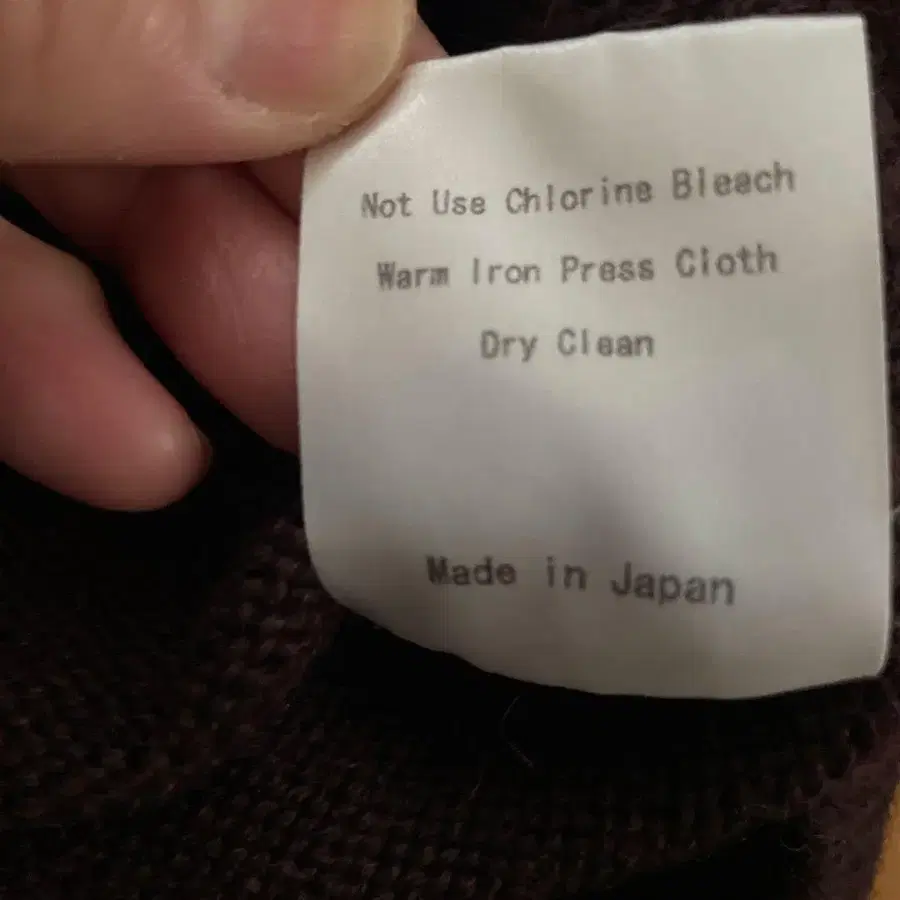 Not Use Chlorine Bleach
Warm Iron Press Cloth
Dry Clean
Made in Japan